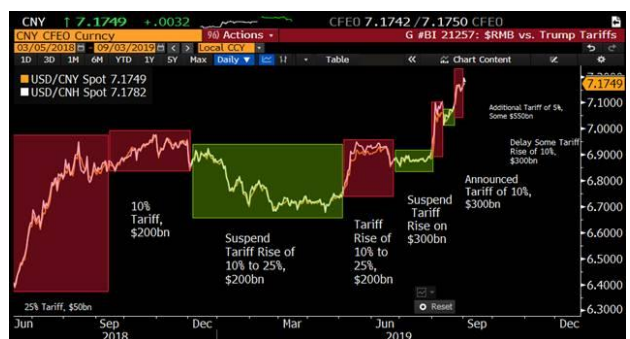 CNY ↑ 7.1749 +.0032 CFEO 7.1742 / 7.1750 CFEO
CNY CFEO Curncy 96) Actions G #BI 21257: $RMB vs. Trump Tariffs
03/05/2018 - 09/03/2019 Local CCY
1D 3D 1M 6M YTD 1Y 5Y Max Daily ▼ Table « Chart Content
USD/CNY Spot 7.1749
USD/CNH Spot 7.1782
7.1749
7.1000
7.0000
6.9000
6.8000
6.7000
6.6000
6.5000
6.4000
6.3000
Additional Tariff of 5%,
Some $550bn
Delay Some Tariff
Rise of 10%,
$300bn
Announced
Tariff of 10%,
$300bn
Suspend
Tariff
Rise on
$300bn
Tariff
Rise of
10% to
25%,
$200bn
Suspend
Tariff Rise of
10% to 25%,
$200bn
10%
Tariff,
$200bn
25% Tariff, $50bn
Reset
Jun Sep Dec Mar Jun Sep Dec
2018 2019